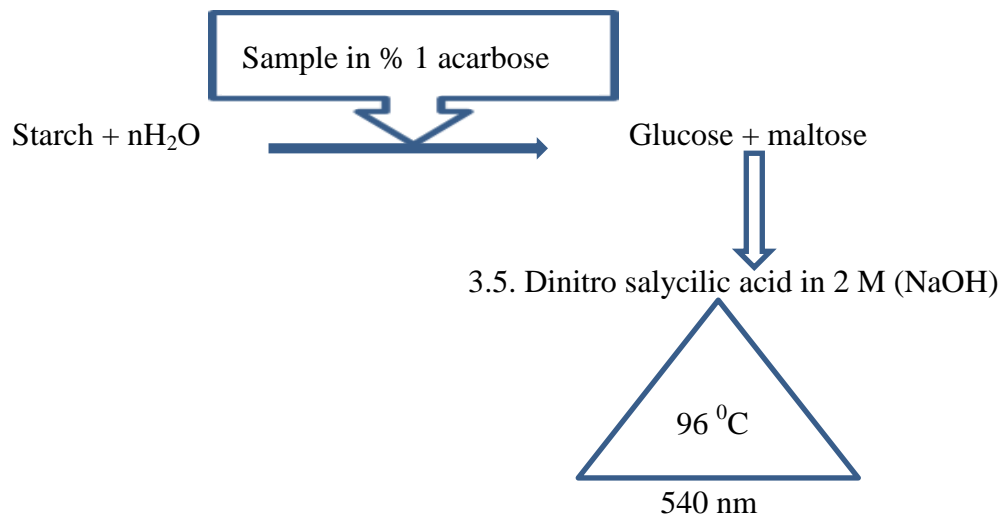 Sample in % 1 acarbose
Starch + nH₂O Glucose + maltose
3.5. Dinitro salycilic acid in 2 M (NaOH)
96 ⁰C
540 nm